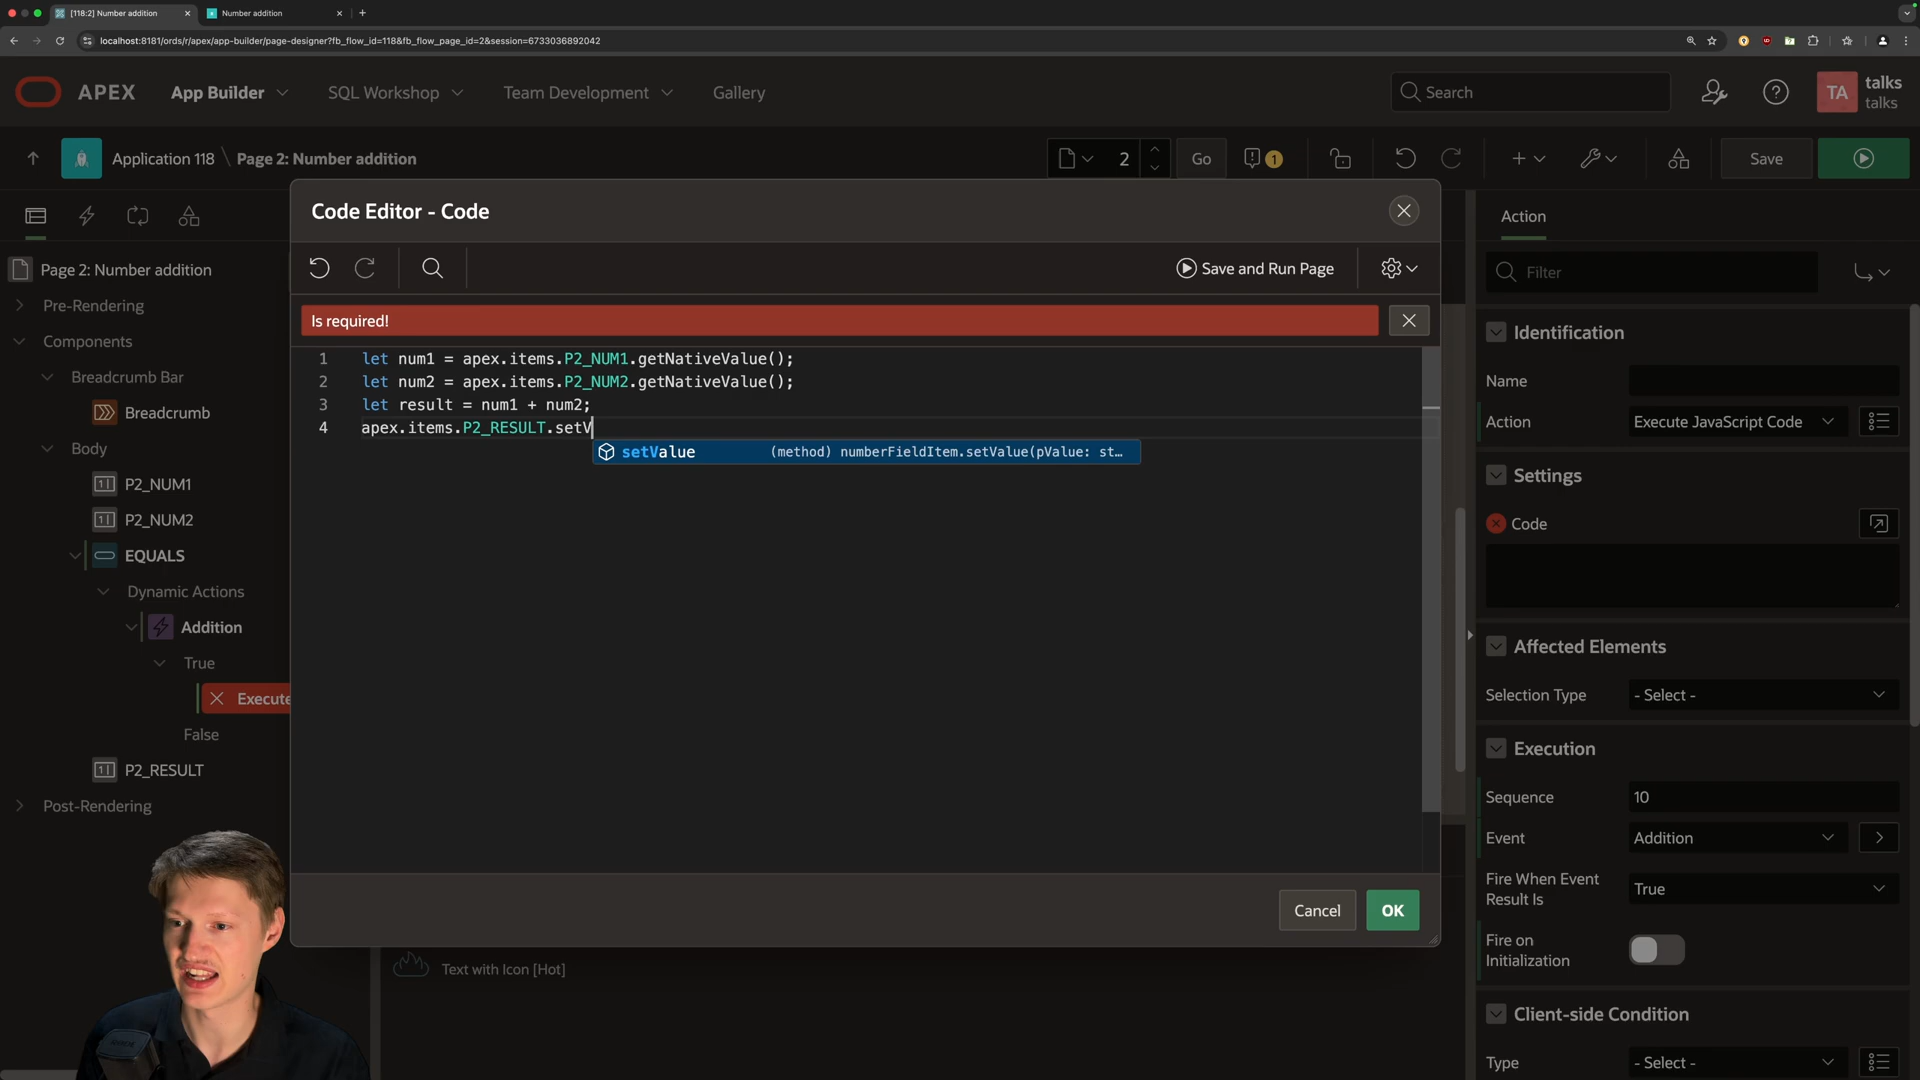 [118:2] Number addition
Number addition
localhost:8181/ords/r/apex/app-builder/page-designer?fb_flow_id=118&fb_flow_page_id=2&session=6733036892042
APEX
App Builder
SQL Workshop
Team Development
Gallery
Search
TA
talks
talks
Application 118 \ Page 2: Number addition
2
Go
1
Save
Page 2: Number addition
Pre-Rendering
Components
Breadcrumb Bar
Breadcrumb
Body
P2_NUM1
P2_NUM2
EQUALS
Dynamic Actions
Addition
True
Execute
False
P2_RESULT
Post-Rendering
Code Editor - Code
Save and Run Page
Is required!
1 let num1 = apex.items.P2_NUM1.getNativeValue();
2 let num2 = apex.items.P2_NUM2.getNativeValue();
3 let result = num1 + num2;
4 apex.items.P2_RESULT.setV
setValue (method) numberFieldItem.setValue(pValue: st…
Cancel
OK
Text with Icon [Hot]
Action
Filter
Identification
Name
Action Execute JavaScript Code
Settings
Code
Affected Elements
Selection Type - Select -
Execution
Sequence 10
Event Addition
Fire When Event
Result Is
True
Fire on
Initialization
Client-side Condition
Type - Select -